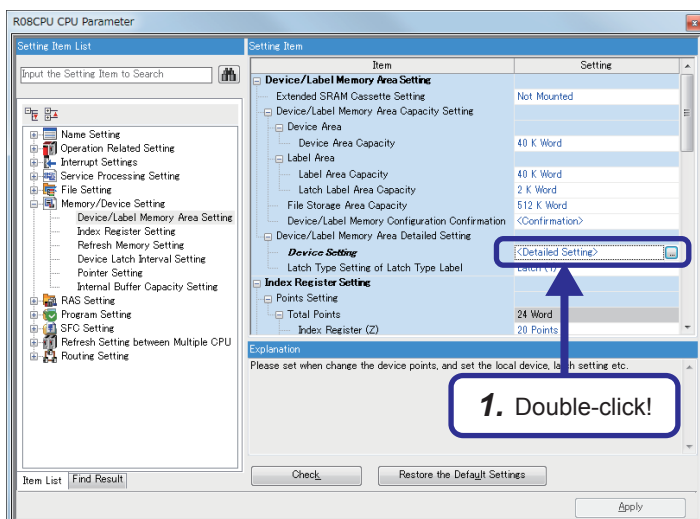 R08CPU CPU Parameter
Setting Item List
Input the Setting Item to Search
Name Setting
Operation Related Setting
Interrupt Settings
Service Processing Setting
File Setting
Memory/Device Setting
Device/Label Memory Area Setting
Index Register Setting
Refresh Memory Setting
Device Latch Interval Setting
Pointer Setting
Internal Buffer Capacity Setting
RAS Setting
Program Setting
SFC Setting
Refresh Setting between Multiple CPU
Routing Setting
Item List Find Result
Setting Item
Item Setting
Device/Label Memory Area Setting
Extended SRAM Cassette Setting Not Mounted
Device/Label Memory Area Capacity Setting
Device Area
Device Area Capacity 40 K Word
Label Area
Label Area Capacity 40 K Word
Latch Label Area Capacity 2 K Word
File Storage Area Capacity 512 K Word
Device/Label Memory Configuration Confirmation <Confirmation>
Device/Label Memory Area Detailed Setting
Device Setting <Detailed Setting> ...
Latch Type Setting of Latch Type Label Latch (1)
Index Register Setting
Points Setting
Total Points 24 Word
Index Register (Z) 20 Points
Explanation
Please set when change the device points, and set the local device, latch setting etc.
1. Double-click!
Check Restore the Default Settings
Apply